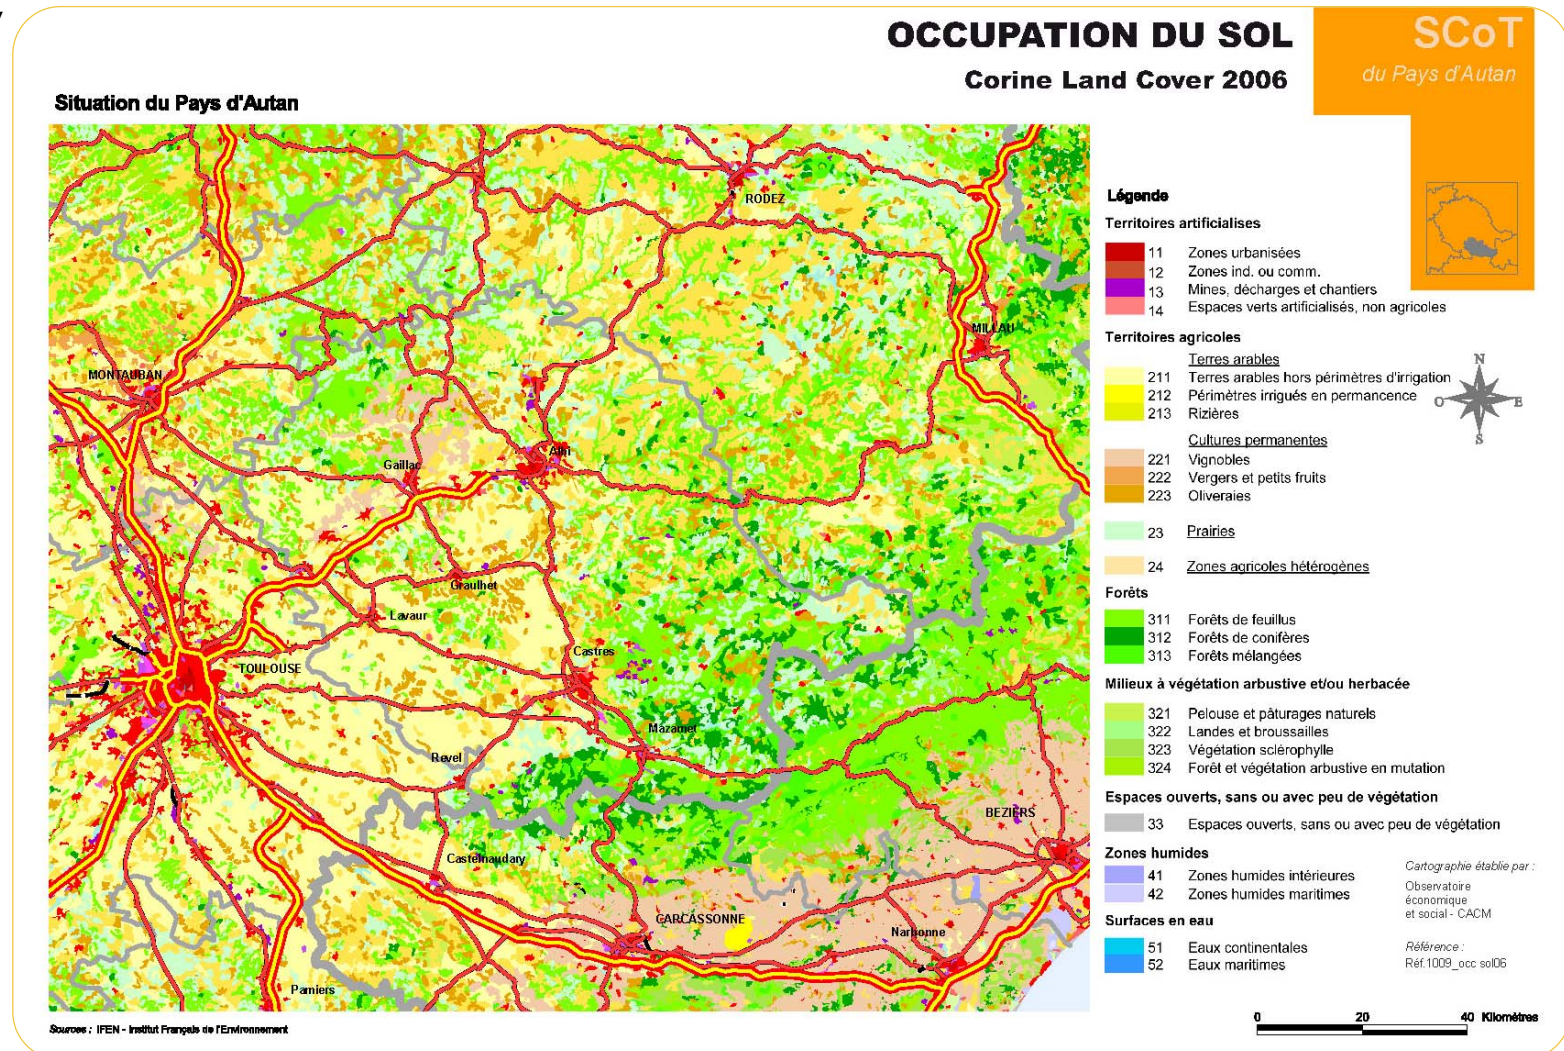 OCCUPATION DU SOL
Corine Land Cover 2006
SCoT
du Pays d'Autan
Situation du Pays d'Autan
RODEZ
MILLAU
MONTAUBAN
Gaillac
Albi
Graulhet
Lavaur
TOULOUSE
Castres
Mazamet
Revel
BEZIERS
Castelnaudary
CARCASSONNE
Narbonne
Pamiers
Légende
Territoires artificialises
11 Zones urbanisées
12 Zones ind. ou comm.
13 Mines, décharges et chantiers
14 Espaces verts artificialisés, non agricoles
Territoires agricoles
Terres arables
211 Terres arables hors périmètres d'irrigation
212 Périmètres irrigués en permancence
213 Rizières
Cultures permanentes
221 Vignobles
222 Vergers et petits fruits
223 Oliveraies
23 Prairies
24 Zones agricoles hétérogènes
N
O
E
S
Forêts
311 Forêts de feuillus
312 Forêts de conifères
313 Forêts mélangées
Milieux à végétation arbustive et/ou herbacée
321 Pelouse et pâturages naturels
322 Landes et broussailles
323 Végétation sclérophylle
324 Forêt et végétation arbustive en mutation
Espaces ouverts, sans ou avec peu de végétation
33 Espaces ouverts, sans ou avec peu de végétation
Zones humides
41 Zones humides intérieures
42 Zones humides maritimes
Surfaces en eau
51 Eaux continentales
52 Eaux maritimes
Cartographie établie par :
Observatoire
économique
et social - CACM
Référence :
Réf.1009_occ sol06
0 20 40 Kilomètres
Sources : IFEN - Institut Français de l'Environnement